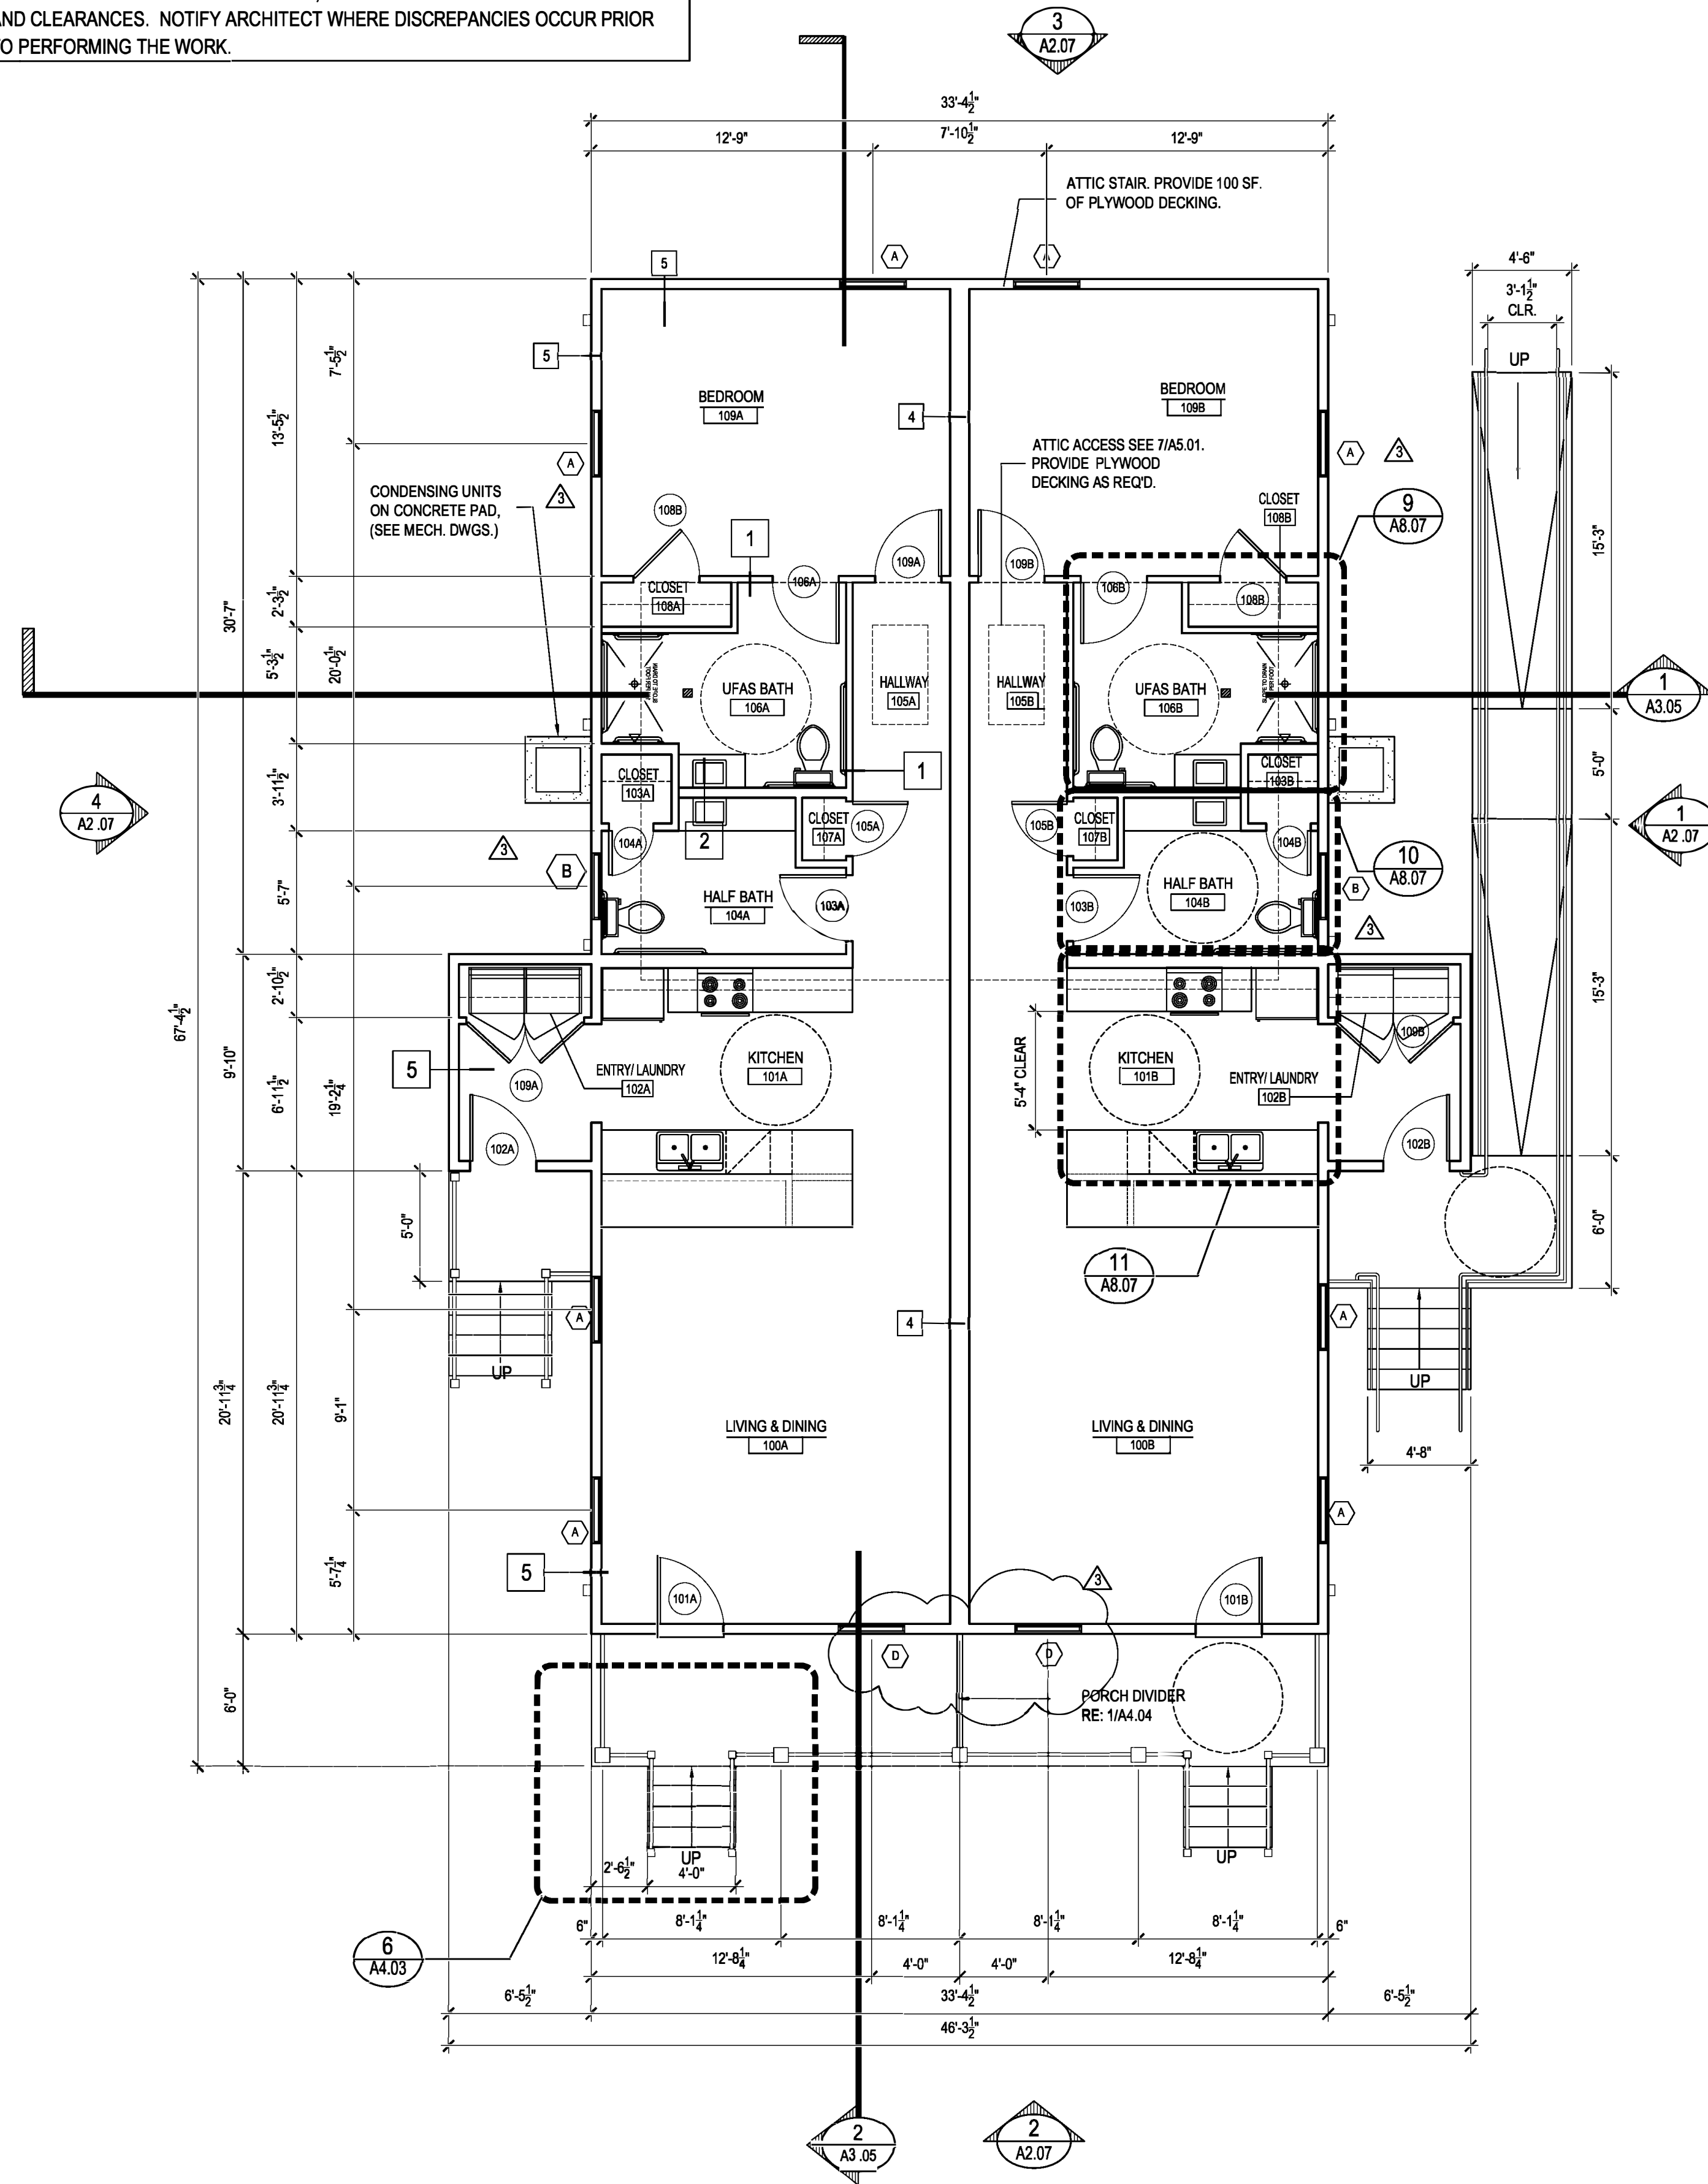 AND CLEARANCES.  NOTIFY ARCHITECT WHERE DISCREPANCIES OCCUR PRIOR
TO PERFORMING THE WORK.
3
A2.07
33'-4½"
12'-9"
7'-10½"
12'-9"
ATTIC STAIR. PROVIDE 100 SF.
OF PLYWOOD DECKING.
A
A
5
4'-6"
3'-1½"
CLR.
UP
5
7'-5½"
13'-5½"
BEDROOM
109A
BEDROOM
109B
4
ATTIC ACCESS SEE 7/A5.01.
PROVIDE  PLYWOOD
DECKING AS REQ'D.
A
3
A
3
CONDENSING UNITS
ON CONCRETE PAD,
(SEE MECH. DWGS.)
CLOSET
108B
9
A8.07
108B
1
15'-3"
109A
109B
106A
106B
CLOSET
108A
108B
2'-3½"
30'-7"
5'-3½"
20'-0½"
SLOPE TO DRAIN
UFAS BATH
106A
HALLWAY
105A
HALLWAY
105B
UFAS BATH
106B
SLOPE TO DRAIN
1
A3.05
CLOSET
103A
1
CLOSET
103B
5'-0"
3'-11½"
4
A2 .07
1
A2 .07
CLOSET
107A
105A
105B
CLOSET
107B
2
104A
104B
3
B
10
A8.07
5'-7"
HALF BATH
104A
103A
103B
HALF BATH
104B
B
3
2'-10½"
67'-4½"
9'-10"
6'-11½"
19'-2¼"
15'-3"
5
109A
ENTRY/ LAUNDRY
102A
KITCHEN
101A
5'-4" CLEAR
KITCHEN
101B
ENTRY/ LAUNDRY
102B
109B
102A
102B
5'-0"
6'-0"
11
A8.07
A
A
4
UP
UP
20'-11¾"
20'-11¾"
9'-1"
LIVING & DINING
100A
LIVING & DINING
100B
4'-8"
A
A
5
5'-7¼"
101A
101B
3
D
D
6'-0"
PORCH DIVIDER
RE: 1/A4.04
UP
UP
2'-6½"
4'-0"
6"
8'-1¼"
8'-1¼"
8'-1¼"
8'-1¼"
6"
6
A4.03
12'-8¼"
4'-0"
4'-0"
12'-8¼"
6'-5½"
33'-4½"
6'-5½"
46'-3½"
2
A3 .05
2
A2.07